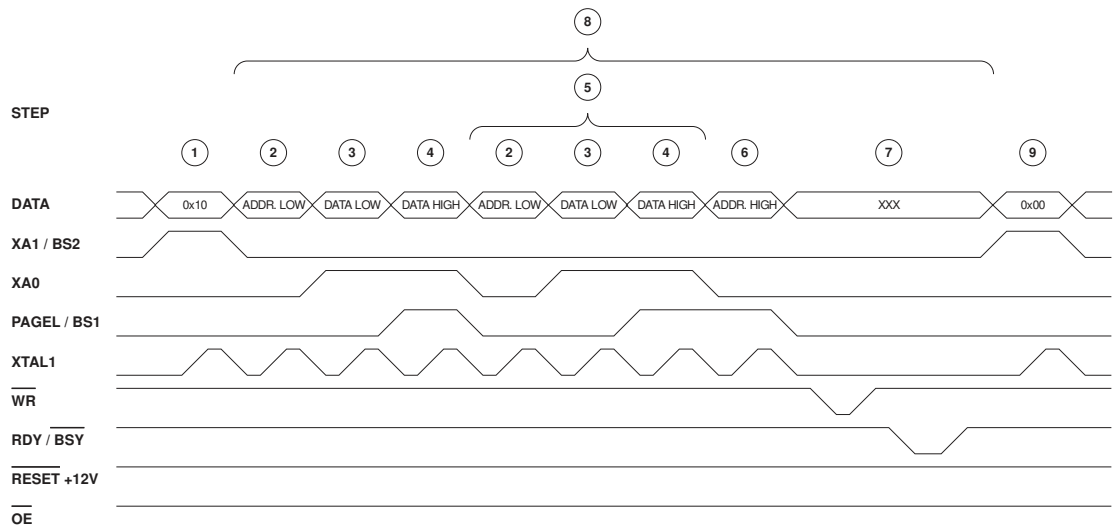 8
5
STEP
1 2 3 4 2 3 4 6 7 9
DATA 0x10 ADDR. LOW DATA LOW DATA HIGH ADDR. LOW DATA LOW DATA HIGH ADDR. HIGH XXX 0x00
XA1 / BS2
XA0
PAGEL / BS1
XTAL1
WR
RDY / BSY
RESET +12V
OE